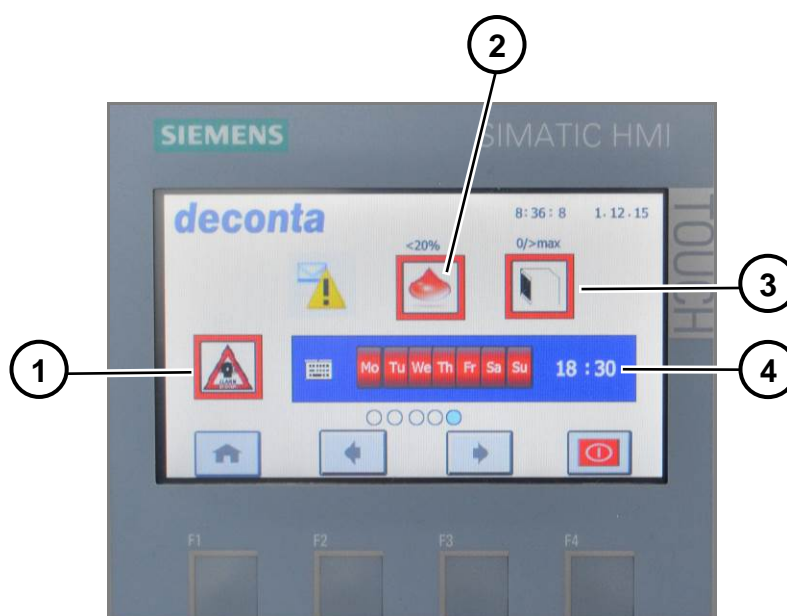 2
SIEMENS
SIMATIC HMI
TOUCH
deconta
8:36: 8 1.12.15
<20%
0/>max
3
1
Mo Tu We Th Fr Sa Su
18 : 30
4
F1
F2
F3
F4